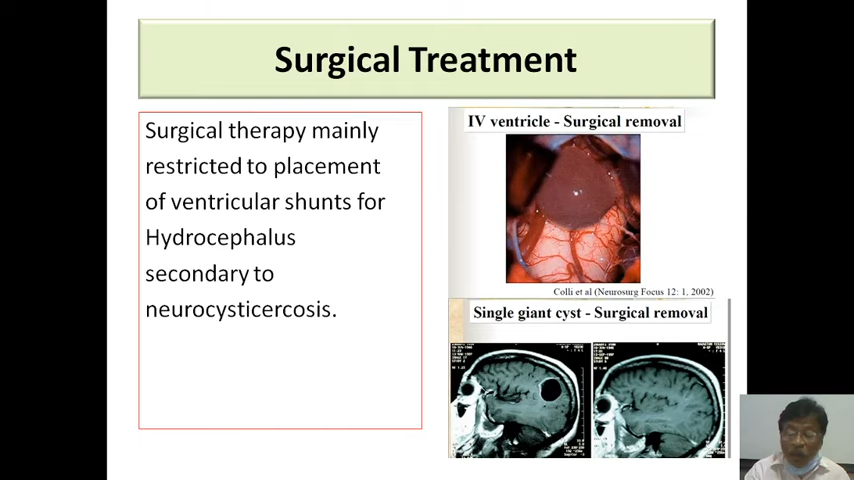 Surgical Treatment
Surgical therapy mainly
restricted to placement
of ventricular shunts for
Hydrocephalus
secondary to
neurocysticercosis.
IV ventricle - Surgical removal
Colli et al (Neurosurg Focus 12: 1, 2002)
Single giant cyst - Surgical removal